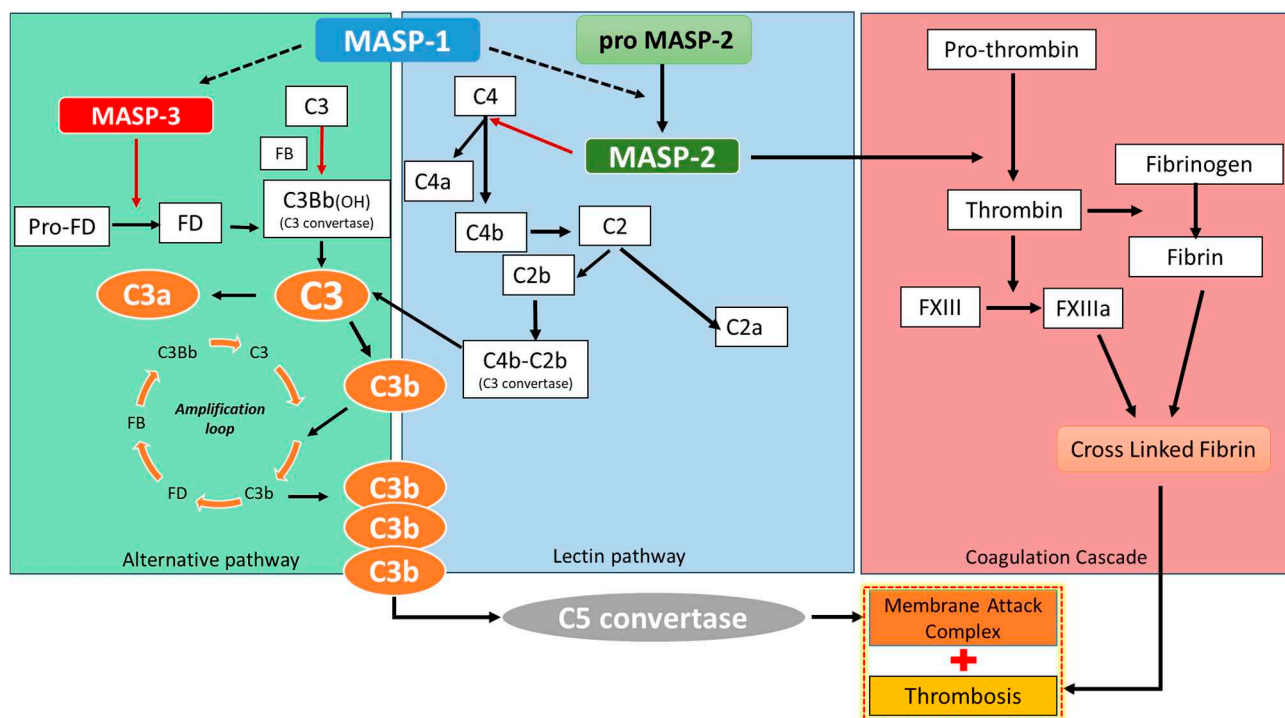 MASP-1
pro MASP-2
MASP-3
C3
FB
C3Bb(OH)
(C3 convertase)
Pro-FD
FD
C3a
C3
C3b
C3Bb
C3
Amplification
loop
FB
FD
C3b
C3b
C3b
C3b
Alternative pathway
C4
C4a
MASP-2
C4b
C2
C2b
C2a
C4b-C2b
(C3 convertase)
Lectin pathway
Pro-thrombin
Thrombin
Fibrinogen
Fibrin
FXIII
FXIIIa
Cross Linked Fibrin
Coagulation Cascade
C5 convertase
Membrane Attack
Complex
+
Thrombosis